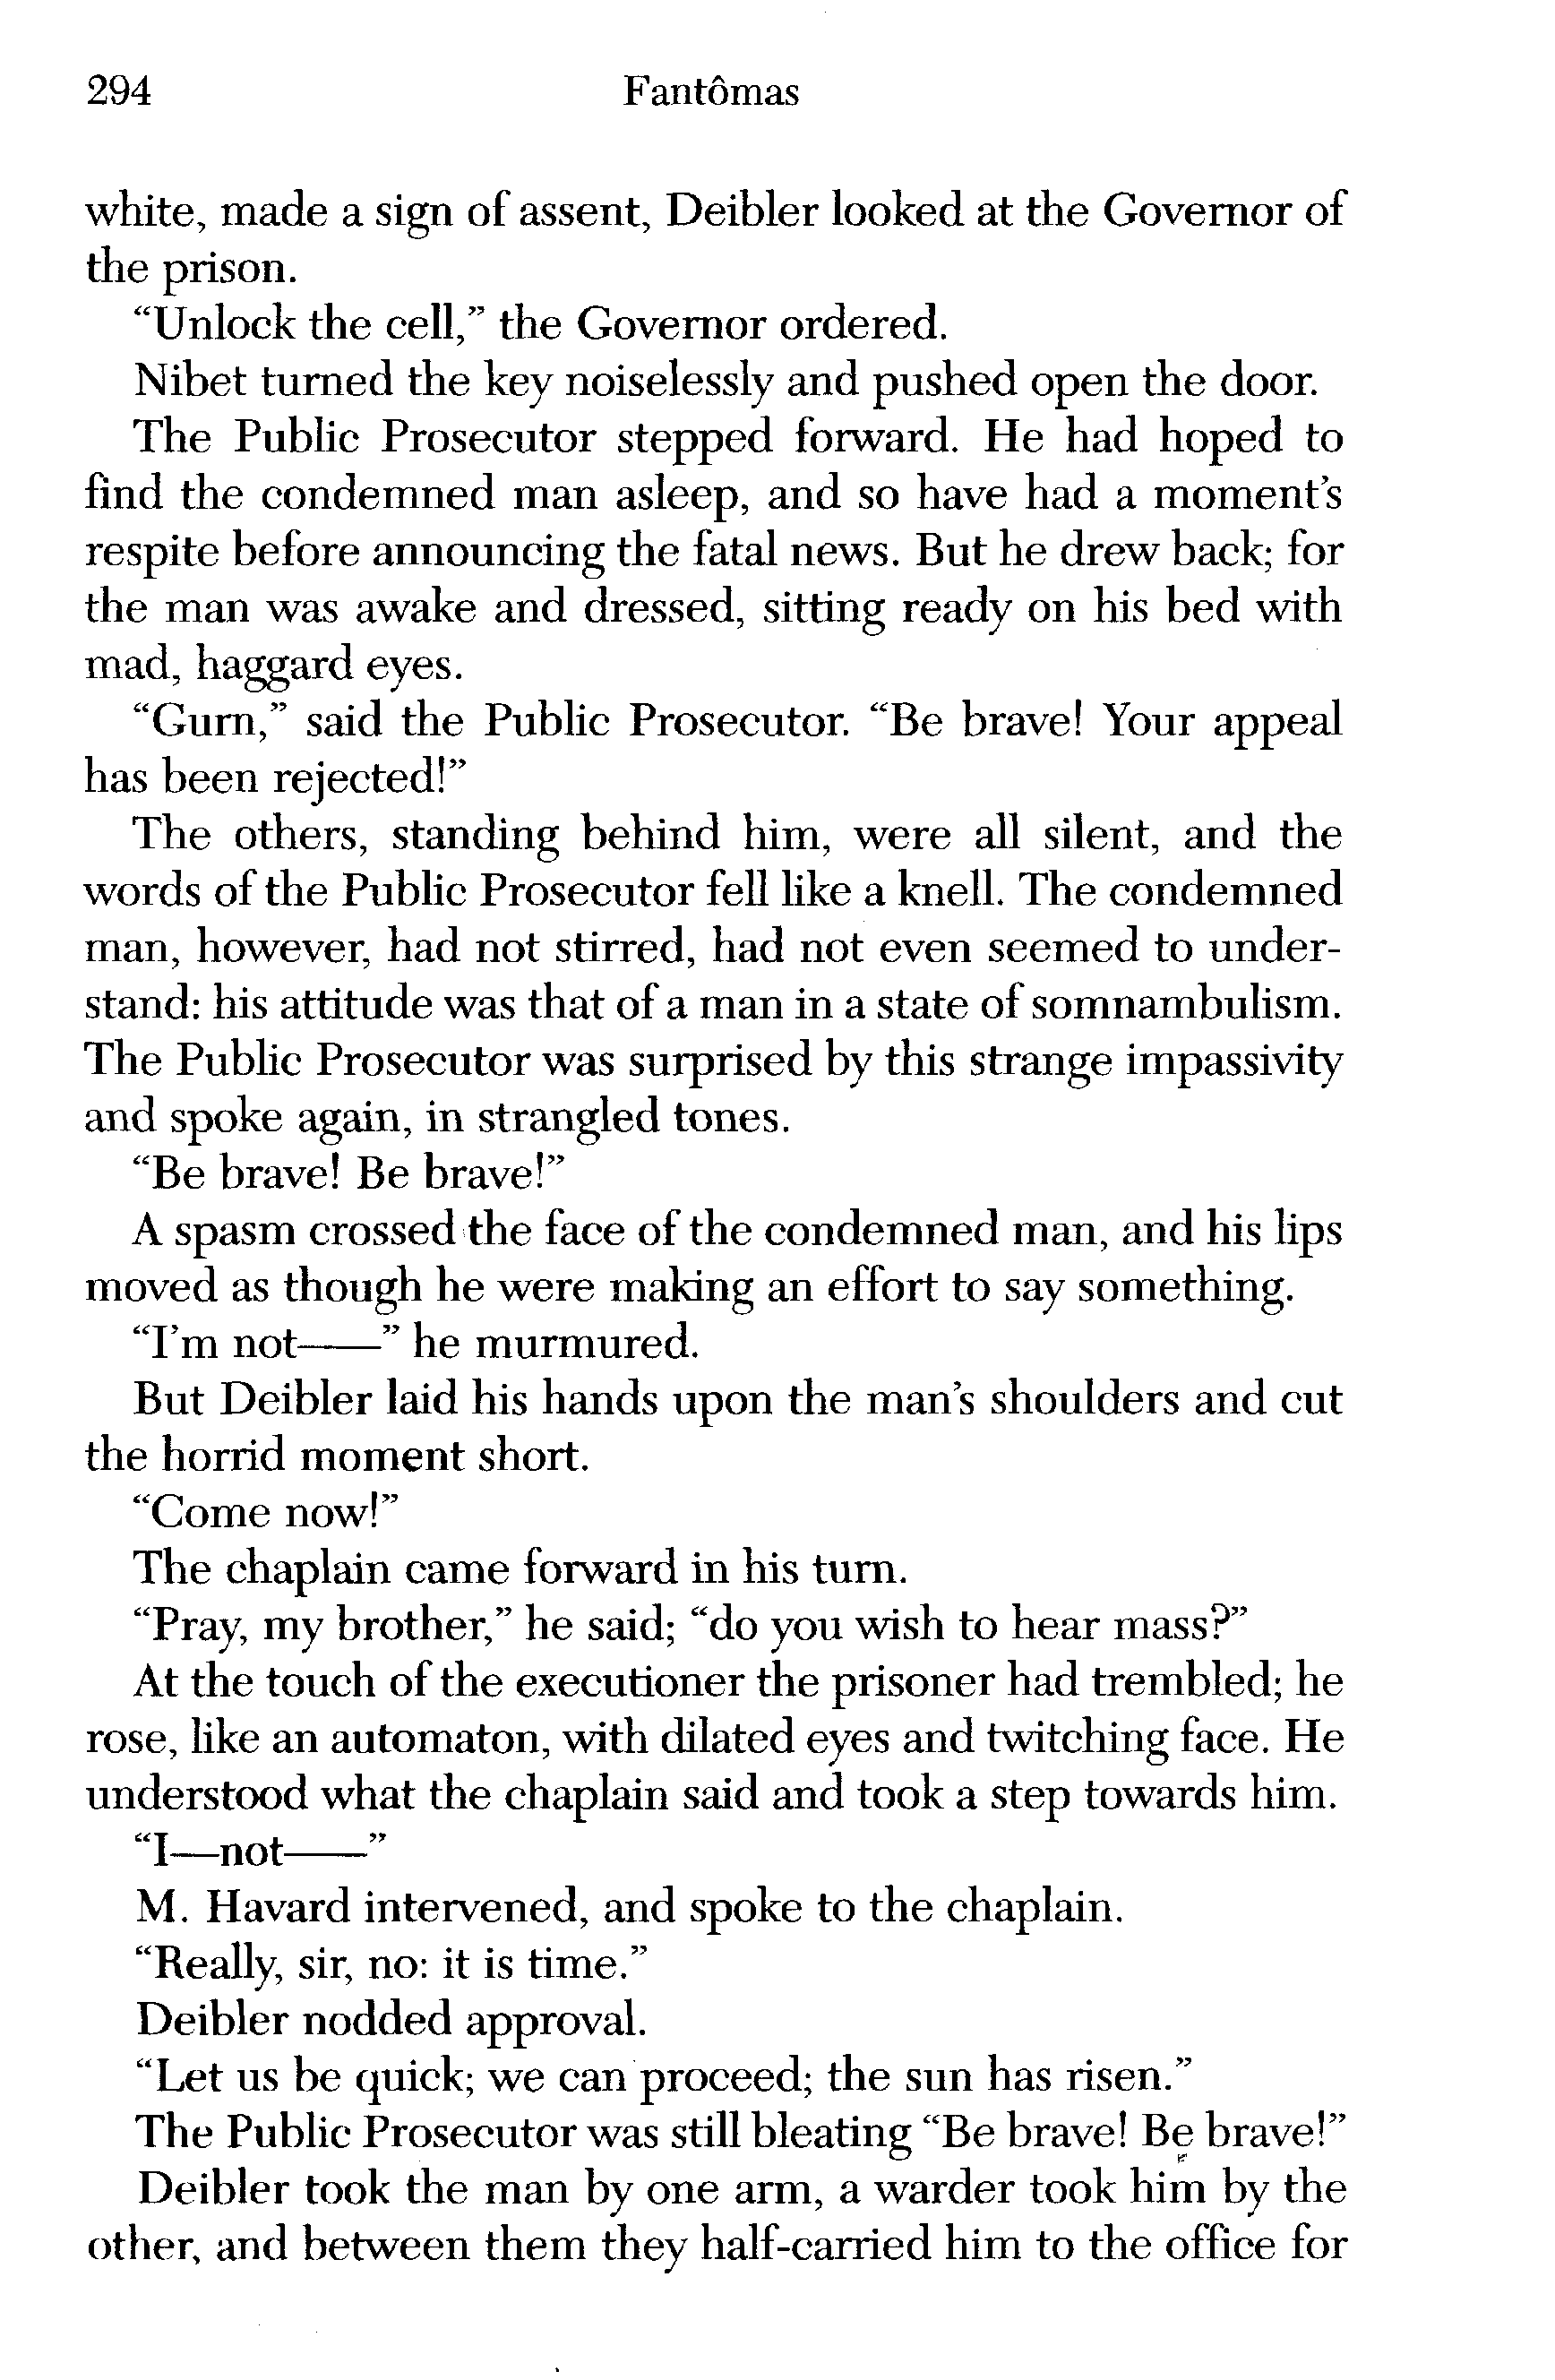 294 Fantômas
white, made a sign of assent, Deibler looked at the Governor of
the prison.
“Unlock the cell,” the Governor ordered.
Nibet turned the key noiselessly and pushed open the door.
The Public Prosecutor stepped forward. He had hoped to
find the condemned man asleep, and so have had a moment’s
respite before announcing the fatal news. But he drew back; for
the man was awake and dressed, sitting ready on his bed with
mad, haggard eyes.
“Gurn,” said the Public Prosecutor. “Be brave! Your appeal
has been rejected!”
The others, standing behind him, were all silent, and the
words of the Public Prosecutor fell like a knell. The condemned
man, however, had not stirred, had not even seemed to under-
stand: his attitude was that of a man in a state of somnambulism.
The Public Prosecutor was surprised by this strange impassivity
and spoke again, in strangled tones.
“Be brave! Be brave!”
A spasm crossed the face of the condemned man, and his lips
moved as though he were making an effort to say something.
“I’m not——” he murmured.
But Deibler laid his hands upon the man’s shoulders and cut
the horrid moment short.
“Come now!”
The chaplain came forward in his turn.
“Pray, my brother,” he said; “do you wish to hear mass?”
At the touch of the executioner the prisoner had trembled; he
rose, like an automaton, with dilated eyes and twitching face. He
understood what the chaplain said and took a step towards him.
“I—not——”
M. Havard intervened, and spoke to the chaplain.
“Really, sir, no: it is time.”
Deibler nodded approval.
“Let us be quick; we can proceed; the sun has risen.”
The Public Prosecutor was still bleating “Be brave! Be brave!”
Deibler took the man by one arm, a warder took him by the
other, and between them they half-carried him to the office for